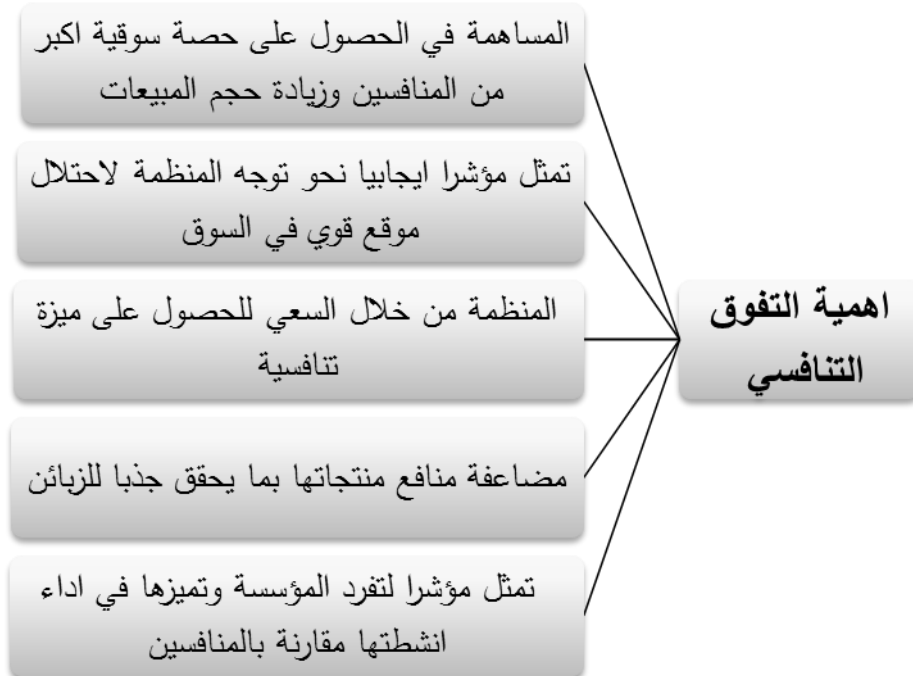 اهمية التفوق
التنافسي
المساهمة في الحصول على حصة سوقية اكبر
من المنافسين وزيادة حجم المبيعات
تمثل مؤشرا ايجابيا نحو توجه المنظمة لاحتلال
موقع قوي في السوق
المنظمة من خلال السعي للحصول على ميزة
تنافسية
مضاعفة منافع منتجاتها بما يحقق جذبا للزبائن
تمثل مؤشرا لتفرد المؤسسة وتميزها في اداء
انشطتها مقارنة بالمنافسين